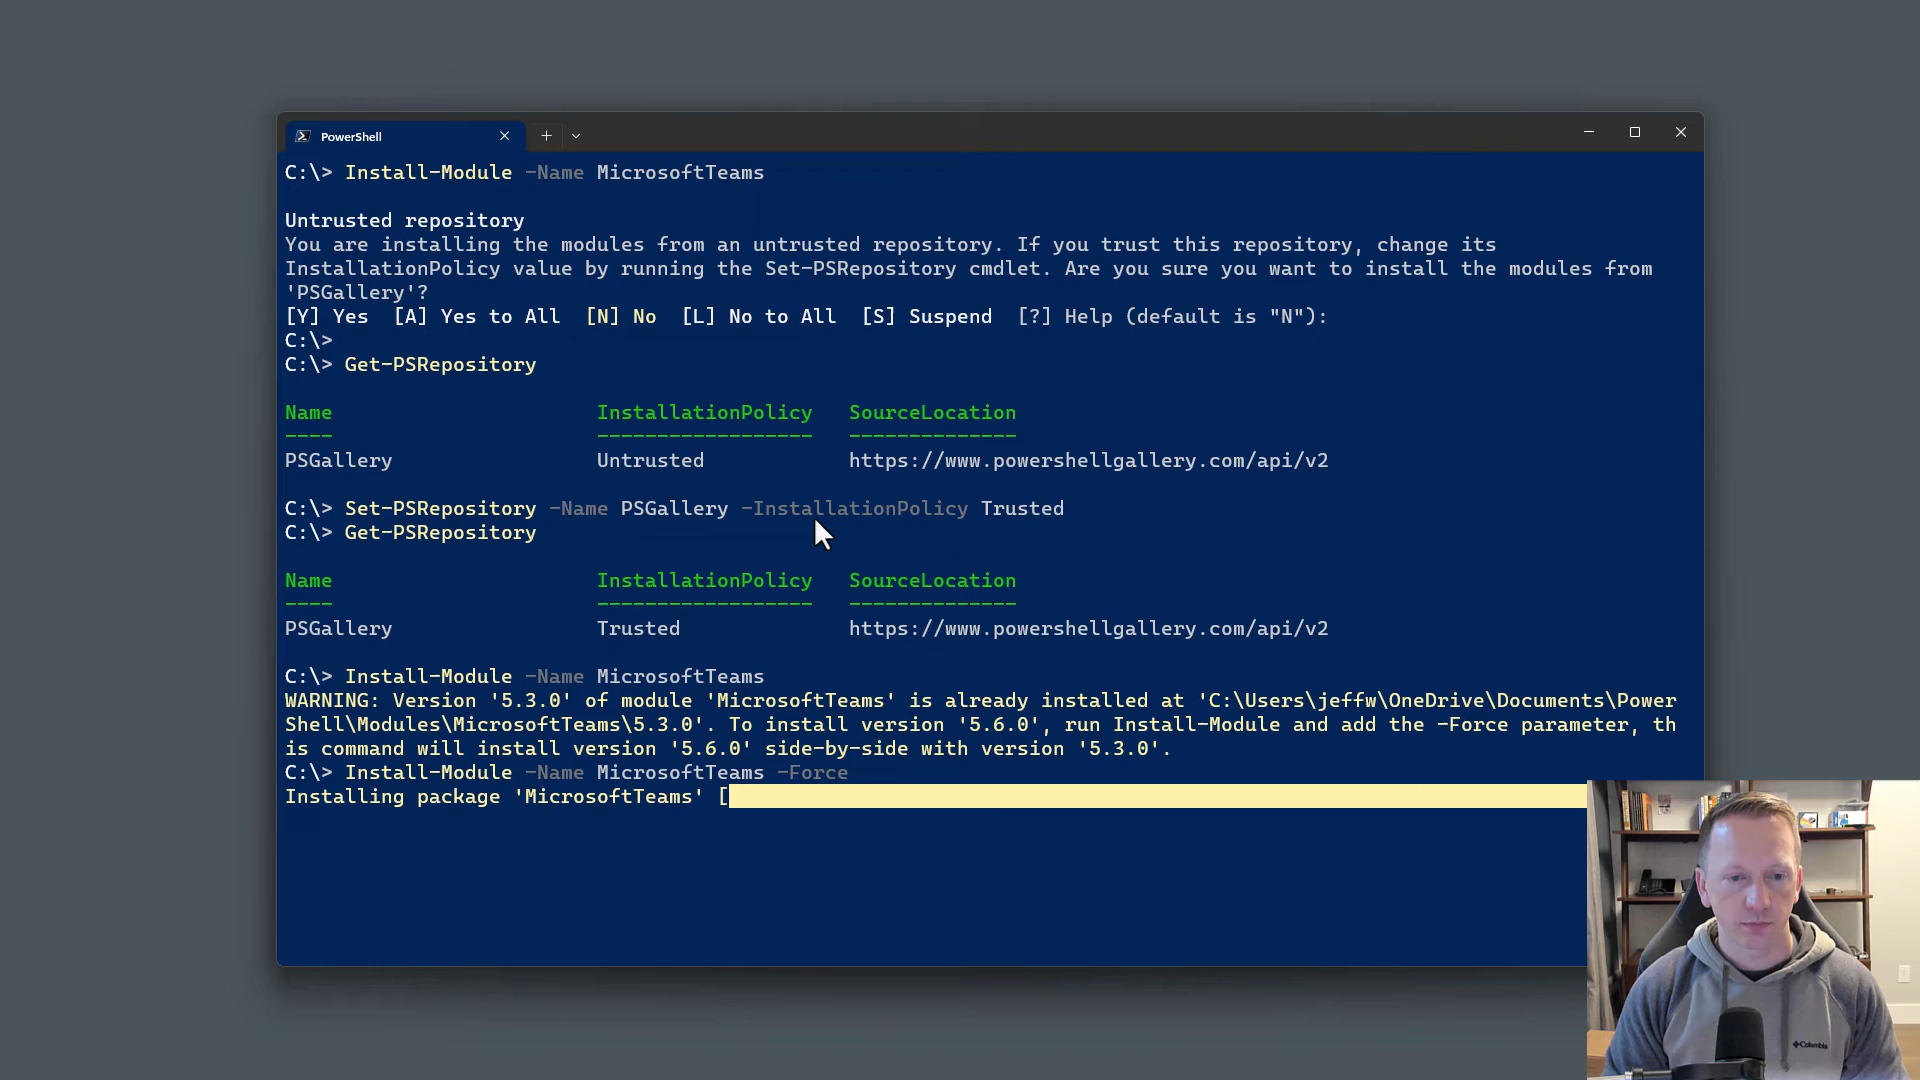 PowerShell
C:\> Install-Module -Name MicrosoftTeams
Untrusted repository
You are installing the modules from an untrusted repository. If you trust this repository, change its
InstallationPolicy value by running the Set-PSRepository cmdlet. Are you sure you want to install the modules from
'PSGallery'?
[Y] Yes  [A] Yes to All  [N] No  [L] No to All  [S] Suspend  [?] Help (default is "N"):
C:\>
C:\> Get-PSRepository
Name                      InstallationPolicy   SourceLocation
----                      ------------------   --------------
PSGallery                 Untrusted            https://www.powershellgallery.com/api/v2
C:\> Set-PSRepository -Name PSGallery -InstallationPolicy Trusted
C:\> Get-PSRepository
Name                      InstallationPolicy   SourceLocation
----                      ------------------   --------------
PSGallery                 Trusted              https://www.powershellgallery.com/api/v2
C:\> Install-Module -Name MicrosoftTeams
WARNING: Version '5.3.0' of module 'MicrosoftTeams' is already installed at 'C:\Users\jeffw\OneDrive\Documents\Power
Shell\Modules\MicrosoftTeams\5.3.0'. To install version '5.6.0', run Install-Module and add the -Force parameter, th
is command will install version '5.6.0' side-by-side with version '5.3.0'.
C:\> Install-Module -Name MicrosoftTeams -Force
Installing package 'MicrosoftTeams' [
Columbia